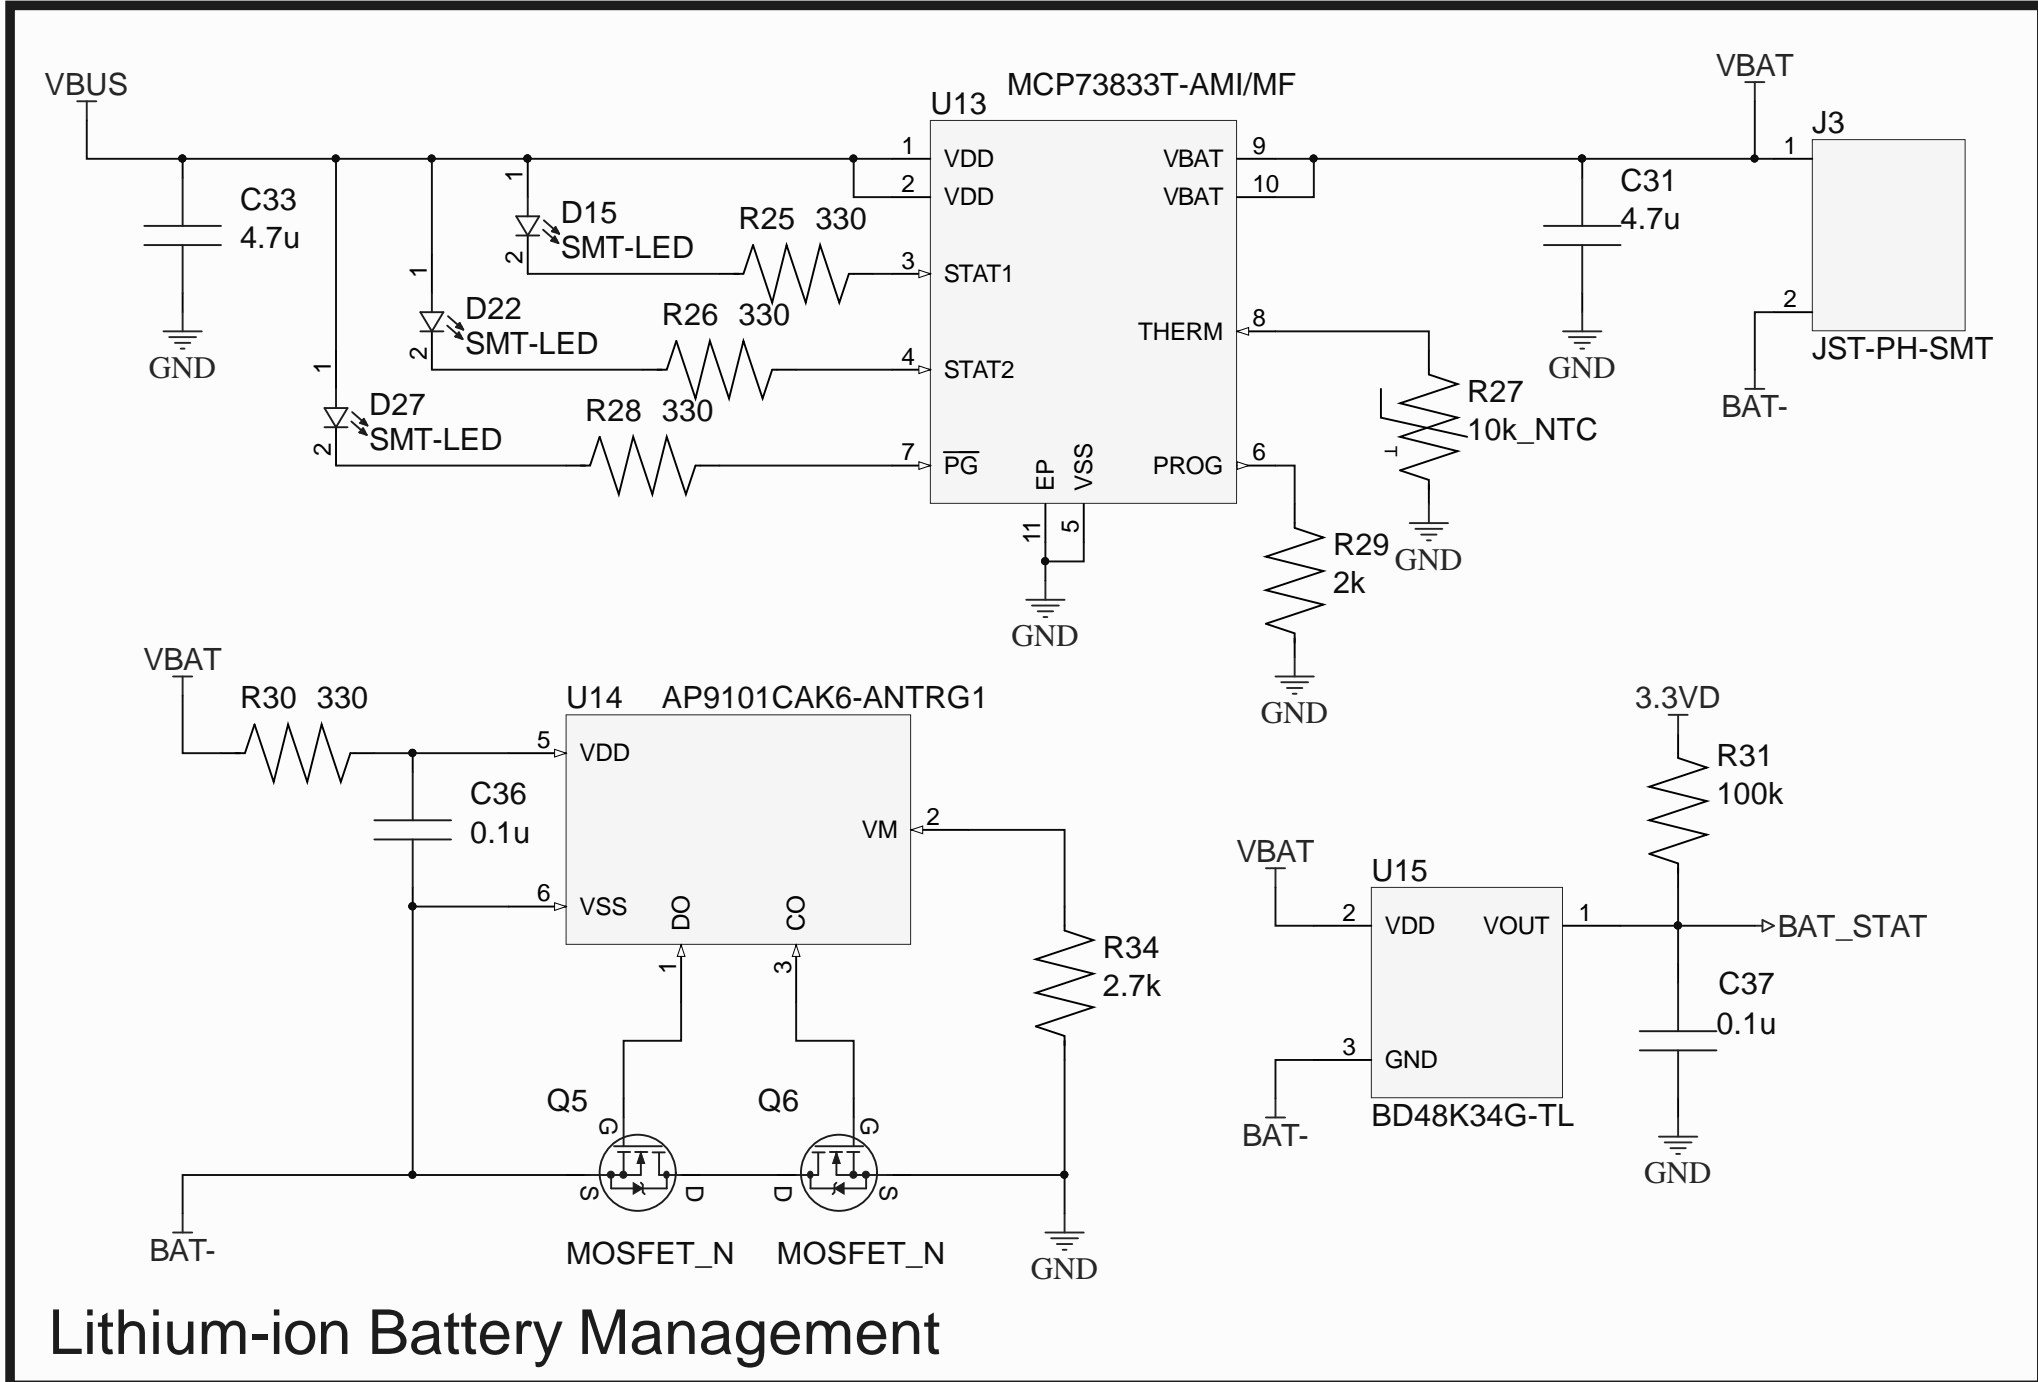 VBUS
MCP73833T-AMI/MF
U13
VBAT
J3
1 VDD
2 VDD
VBAT 9
VBAT 10
1
C33
4.7u
GND
1
D15
SMT-LED
2
R25 330
3 STAT1
C31
4.7u
GND
2
JST-PH-SMT
BAT-
1
D22
SMT-LED
2
R26 330
4 STAT2
THERM 8
R27
10k_NTC
T
GND
1
D27
SMT-LED
2
R28 330
7 PG
EP
VSS
11
5
GND
PROG 6
R29
2k
GND
VBAT
R30 330
U14 AP9101CAK6-ANTRG1
5 VDD
C36
0.1u
VM 2
6 VSS
DO
CO
1
3
R34
2.7k
Q5
Q6
G
G
S
D
D
S
BAT-
MOSFET_N
MOSFET_N
GND
3.3VD
R31
100k
VBAT
U15
2 VDD
VOUT 1
BAT_STAT
C37
0.1u
3 GND
BAT-
BD48K34G-TL
GND
Lithium-ion Battery Management